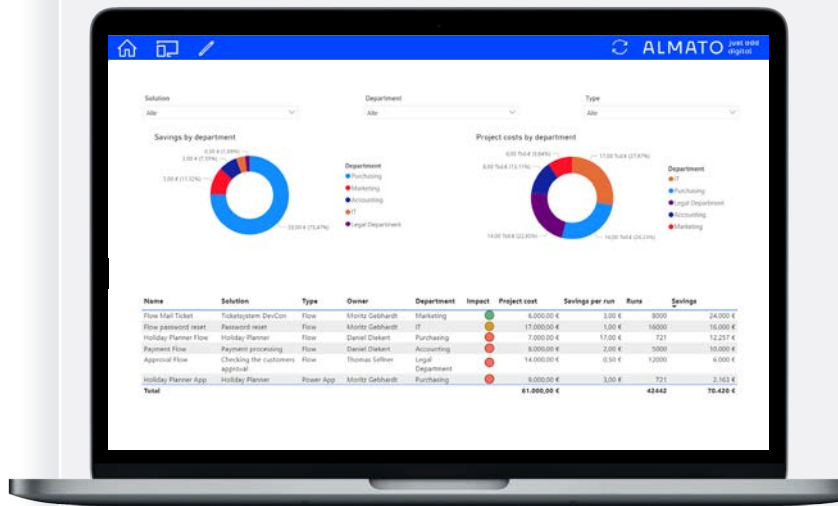 ALMATO just add
digital
Solution Department Type
Alle Alle Alle
Savings by department
Project costs by department
3,00 € (11,32%)
20,00 € (75,47%)
Department
Purchasing
Marketing
Accounting
IT
Legal Department
Department
IT
Purchasing
Legal Department
Accounting
Marketing
Name Solution Type Owner Department Impact Project cost Savings per run Runs Savings
Flow Mail Ticket Ticketsystem DevCon Flow Moritz Gebhardt Marketing 6.000,00 € 3,00 € 8000 24.000 €
Flow password reset Password reset Flow Moritz Gebhardt IT 17.000,00 € 1,00 € 16000 16.000 €
Holiday Planner Flow Holiday Planner Flow Daniel Diekert Purchasing 7.000,00 € 17,00 € 721 12.257 €
Payment Flow Payment processing Flow Daniel Diekert Accounting 8.000,00 € 2,00 € 5000 10.000 €
Approval Flow Checking the customers approval Flow Thomas Sellner Legal Department 14.000,00 € 0,50 € 12000 6.000 €
Holiday Planner App Holiday Planner Power App Moritz Gebhardt Purchasing 9.000,00 € 3,00 € 721 2.163 €
Total 61.000,00 € 42442 70.420 €